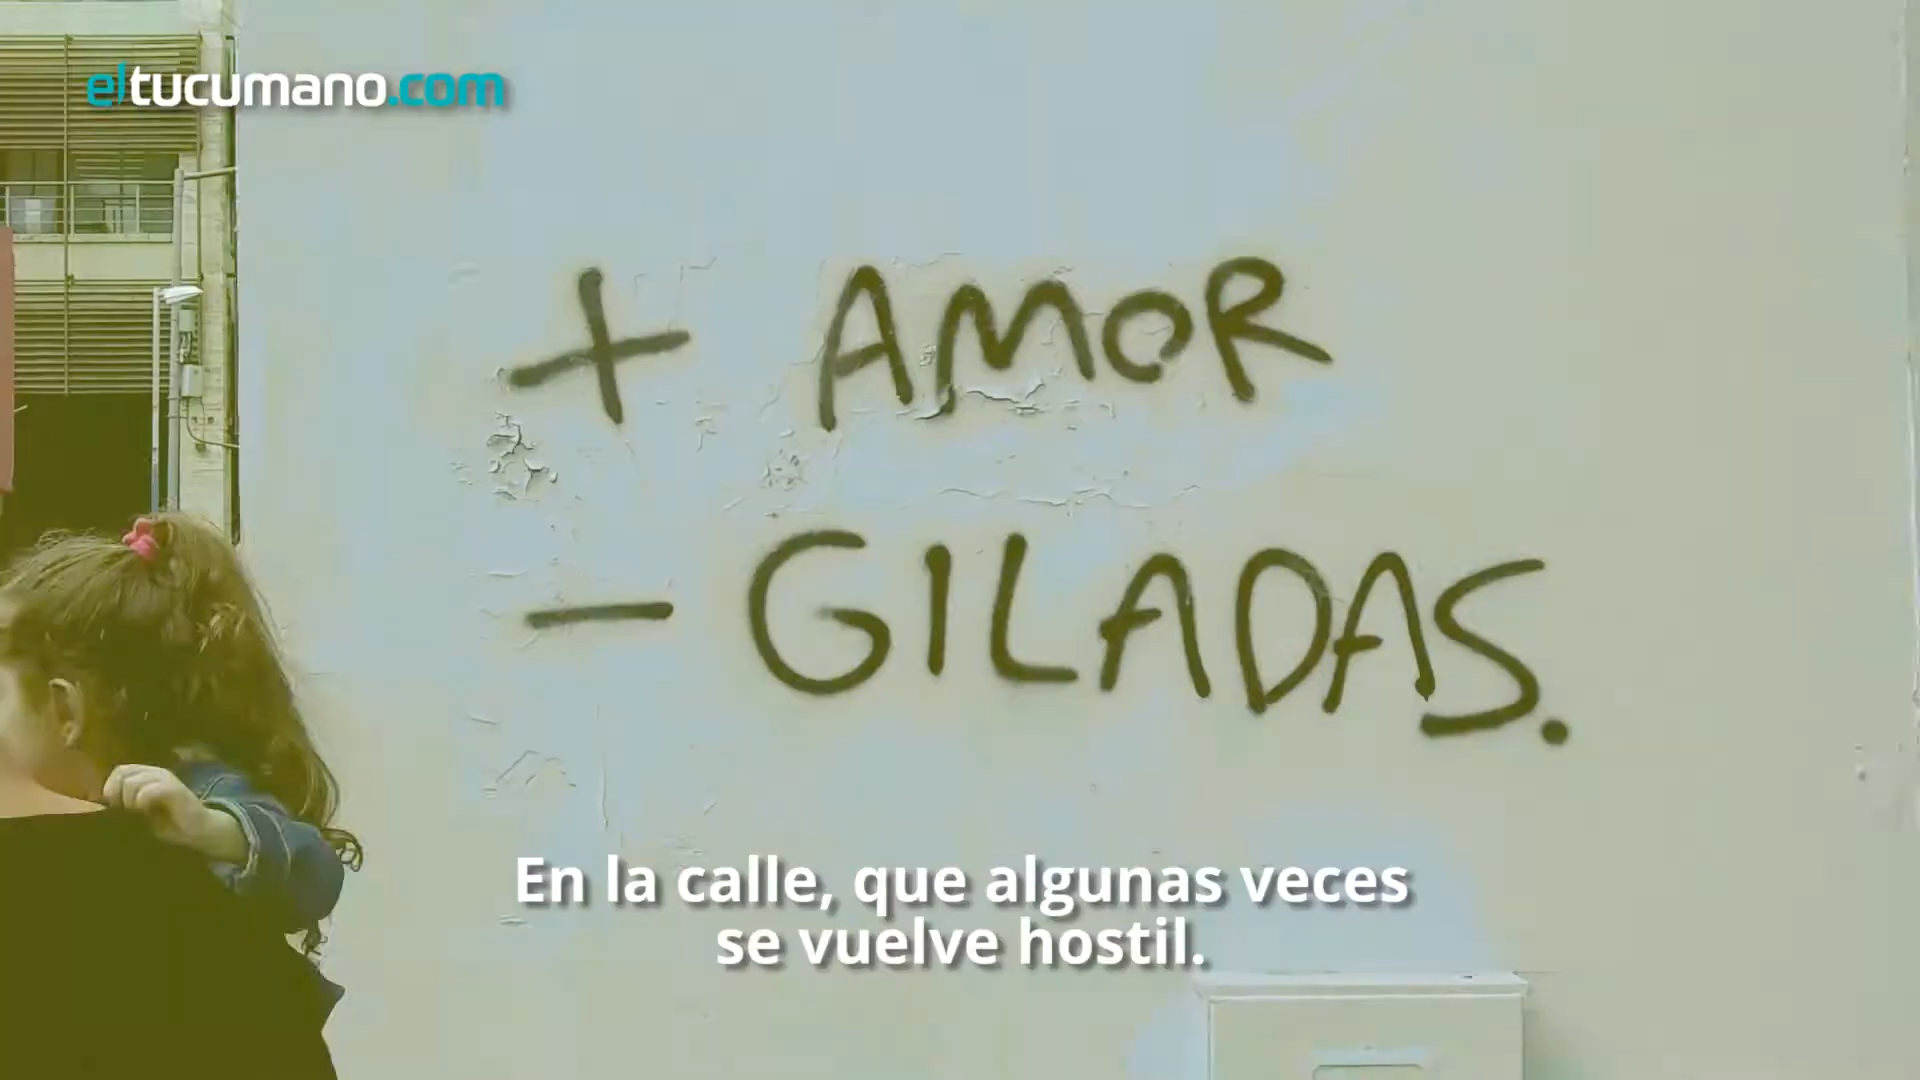 eltucumano.com
+ AMOR
- GILADAS.
En la calle, que algunas veces
se vuelve hostil.